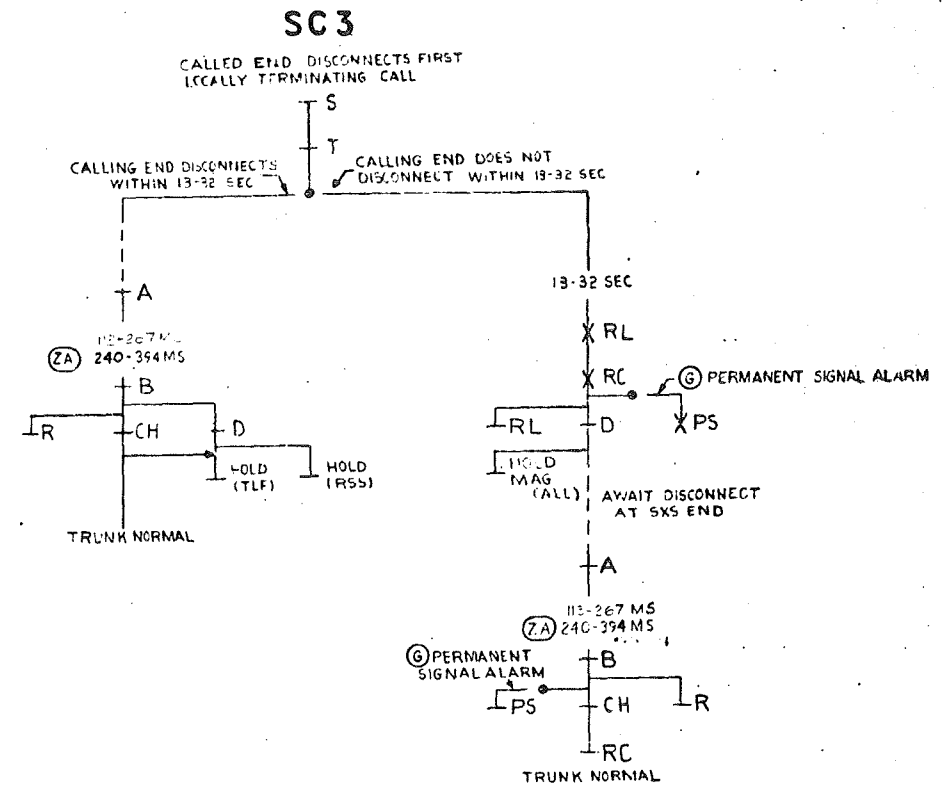 SC3
CALLED END DISCONNECTS FIRST
LOCALLY TERMINATING CALL
S
T
CALLING END DISCONNECTS
WITHIN 13-32 SEC
CALLING END DOES NOT
DISCONNECT WITHIN 13-32 SEC
A
ZA 240-394 MS
B
R
CH
D
HOLD
(TLF)
HOLD
(RSS)
TRUNK NORMAL
13-32 SEC
RL
RC
G PERMANENT SIGNAL ALARM
PS
RL
D
HOLD
MAG
(ALL)
AWAIT DISCONNECT
AT SXS END
A
113-267 MS
ZA 240-394 MS
B
G PERMANENT
SIGNAL ALARM
PS
CH
R
RC
TRUNK NORMAL